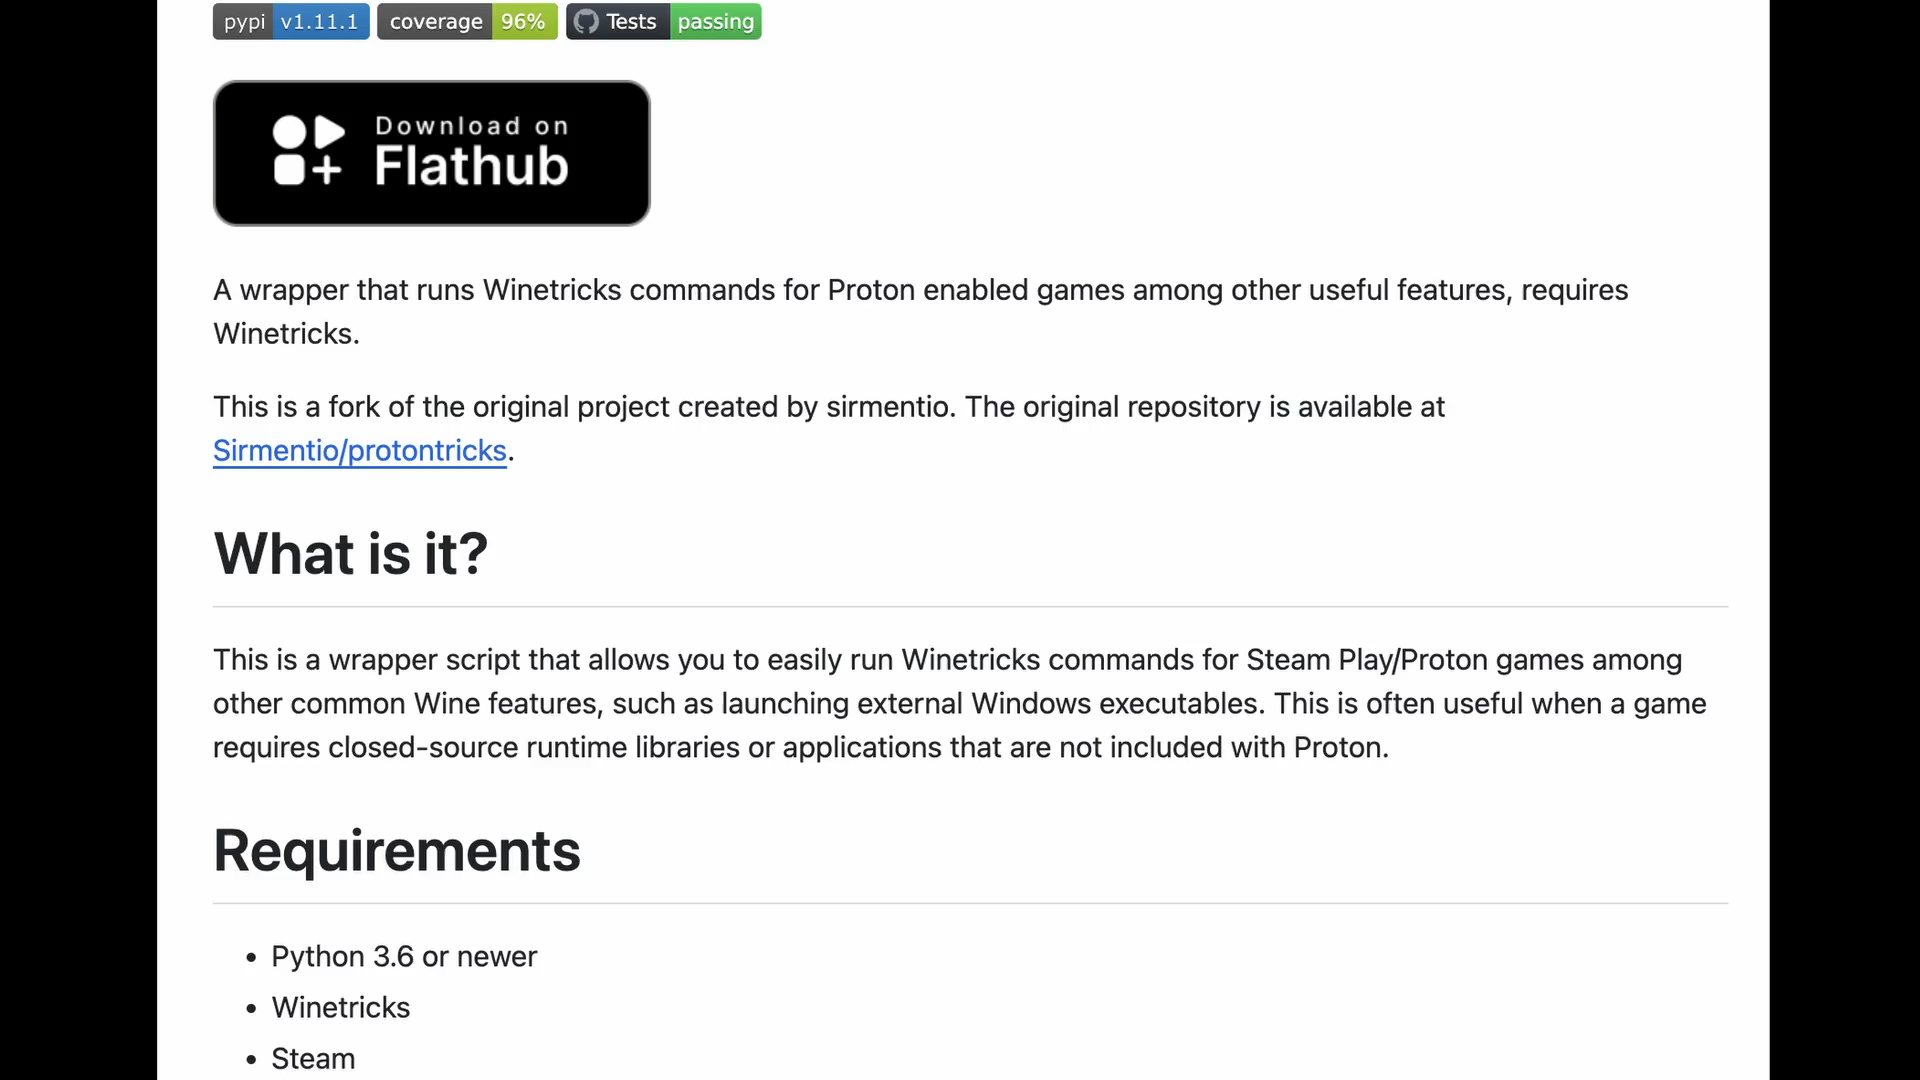 pypi v1.11.1 coverage 96% Tests passing
Download on
Flathub
A wrapper that runs Winetricks commands for Proton enabled games among other useful features, requires
Winetricks.
This is a fork of the original project created by sirmentio. The original repository is available at
Sirmentio/protontricks.
What is it?
This is a wrapper script that allows you to easily run Winetricks commands for Steam Play/Proton games among
other common Wine features, such as launching external Windows executables. This is often useful when a game
requires closed-source runtime libraries or applications that are not included with Proton.
Requirements
• Python 3.6 or newer
• Winetricks
• Steam